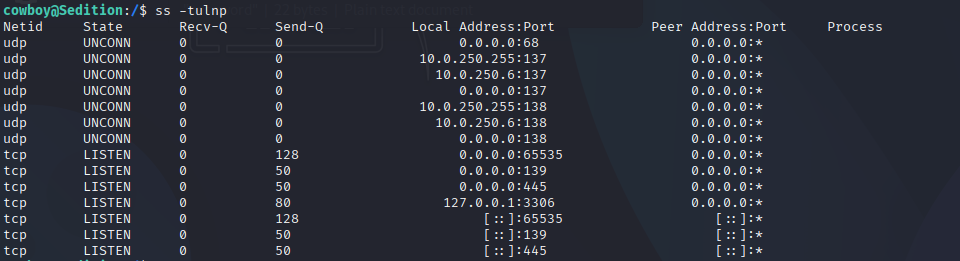 cowboy@Sedition:/$ ss -tulnp
Netid State Recv-Q Send-Q Local Address:Port Peer Address:Port Process
udp UNCONN 0 0 0.0.0.0:68 0.0.0.0:*
udp UNCONN 0 0 10.0.250.255:137 0.0.0.0:*
udp UNCONN 0 0 10.0.250.6:137 0.0.0.0:*
udp UNCONN 0 0 0.0.0.0:137 0.0.0.0:*
udp UNCONN 0 0 10.0.250.255:138 0.0.0.0:*
udp UNCONN 0 0 10.0.250.6:138 0.0.0.0:*
udp UNCONN 0 0 0.0.0.0:138 0.0.0.0:*
tcp LISTEN 0 128 0.0.0.0:65535 0.0.0.0:*
tcp LISTEN 0 50 0.0.0.0:139 0.0.0.0:*
tcp LISTEN 0 50 0.0.0.0:445 0.0.0.0:*
tcp LISTEN 0 80 127.0.0.1:3306 0.0.0.0:*
tcp LISTEN 0 128 [::]:65535 [::]:*
tcp LISTEN 0 50 [::]:139 [::]:*
tcp LISTEN 0 50 [::]:445 [::]:*